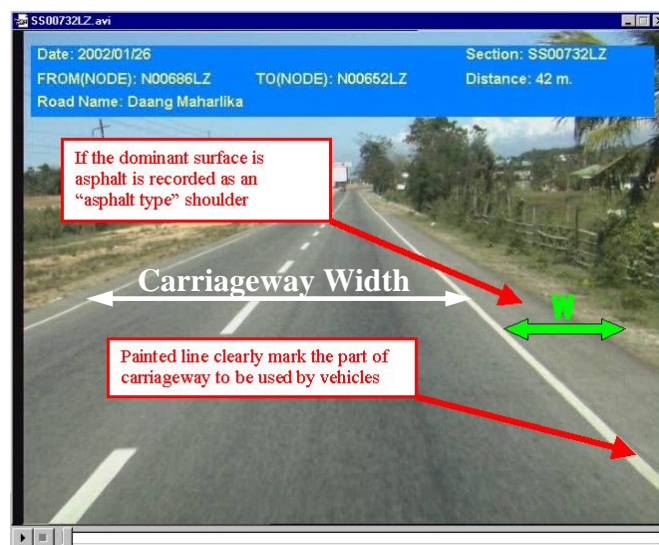 SS00732LZ.avi
Date: 2002/01/26
Section: SS00732LZ
FROM(NODE): N00686LZ TO(NODE): N00652LZ Distance: 42 m.
Road Name: Daang Maharlika
If the dominant surface is
asphalt is recorded as an
“asphalt type” shoulder
Carriageway Width
W
Painted line clearly mark the part of
carriageway to be used by vehicles